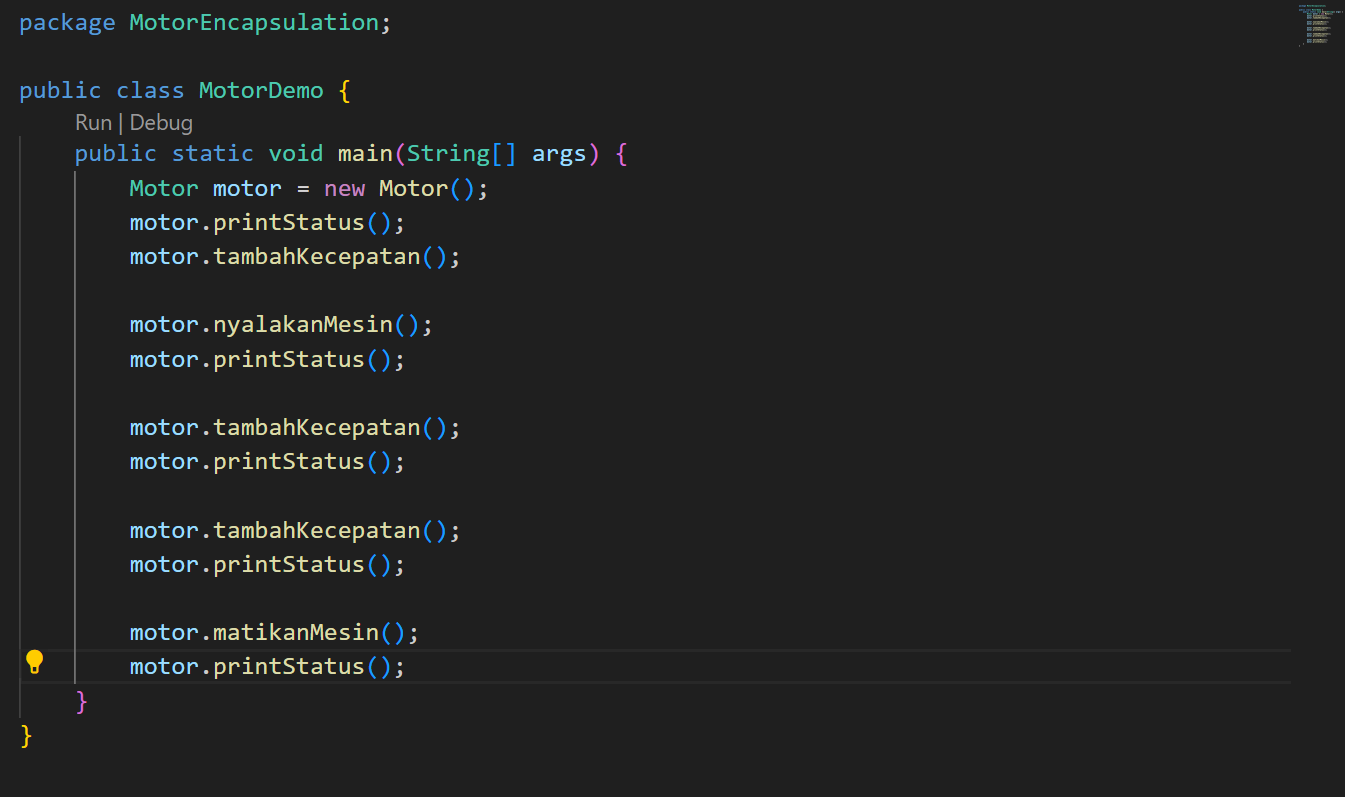 package MotorEncapsulation;
public class MotorDemo {
Run | Debug
public static void main(String[] args) {
Motor motor = new Motor();
motor.printStatus();
motor.tambahKecepatan();
motor.nyalakanMesin();
motor.printStatus();
motor.tambahKecepatan();
motor.printStatus();
motor.tambahKecepatan();
motor.printStatus();
motor.matikanMesin();
motor.printStatus();
}
}